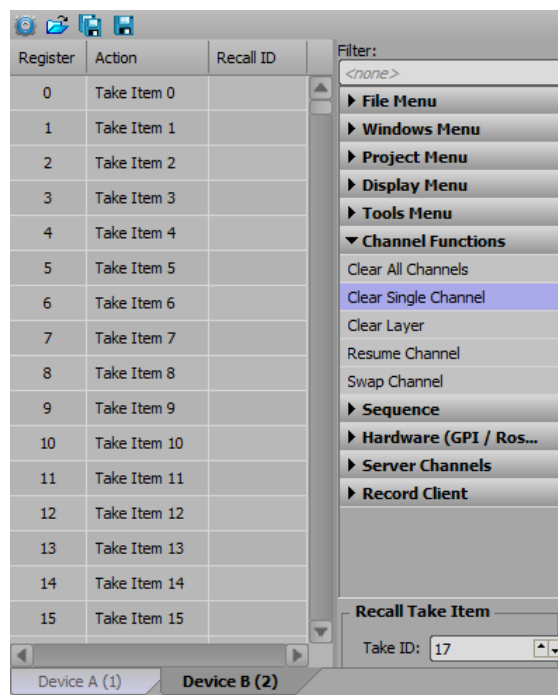 Register Action Recall ID
0 Take Item 0
1 Take Item 1
2 Take Item 2
3 Take Item 3
4 Take Item 4
5 Take Item 5
6 Take Item 6
7 Take Item 7
8 Take Item 8
9 Take Item 9
10 Take Item 10
11 Take Item 11
12 Take Item 12
13 Take Item 13
14 Take Item 14
15 Take Item 15
Device A (1) Device B (2)
Filter:
<none>
File Menu
Windows Menu
Project Menu
Display Menu
Tools Menu
Channel Functions
Clear All Channels
Clear Single Channel
Clear Layer
Resume Channel
Swap Channel
Sequence
Hardware (GPI / Ros...
Server Channels
Record Client
Recall Take Item
Take ID: 17